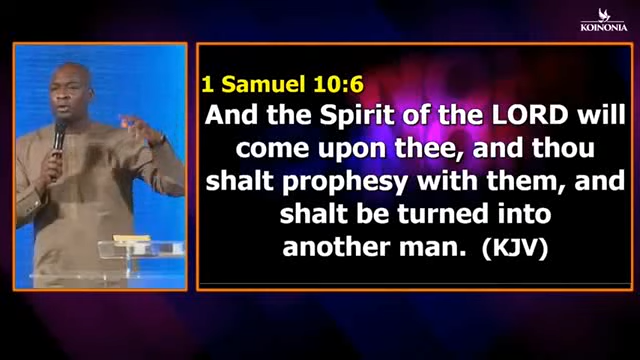 KOINONIA
1 Samuel 10:6
And the Spirit of the LORD will
come upon thee, and thou
shalt prophesy with them, and
shalt be turned into
another man. (KJV)